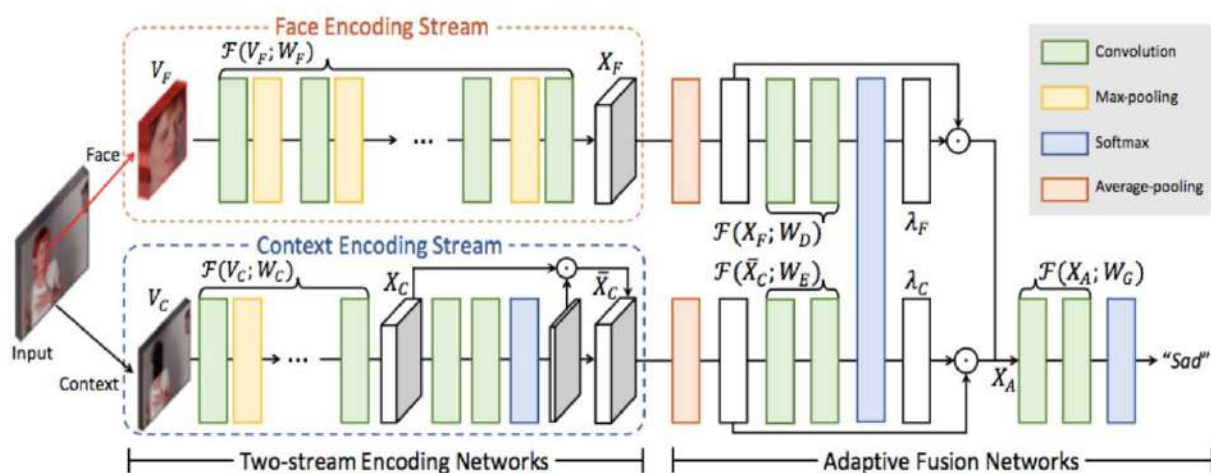 Face Encoding Stream
V_F
ℱ(V_F; W_F)
X_F
Face
...
Context Encoding Stream
V_C
ℱ(V_C; W_C)
X_C
X̄_C
...
Input
Context
ℱ(X_F; W_D)
λ_F
ℱ(X̄_C; W_E)
λ_C
ℱ(X_A; W_G)
X_A
"Sad"
Convolution
Max-pooling
Softmax
Average-pooling
Two-stream Encoding Networks
Adaptive Fusion Networks